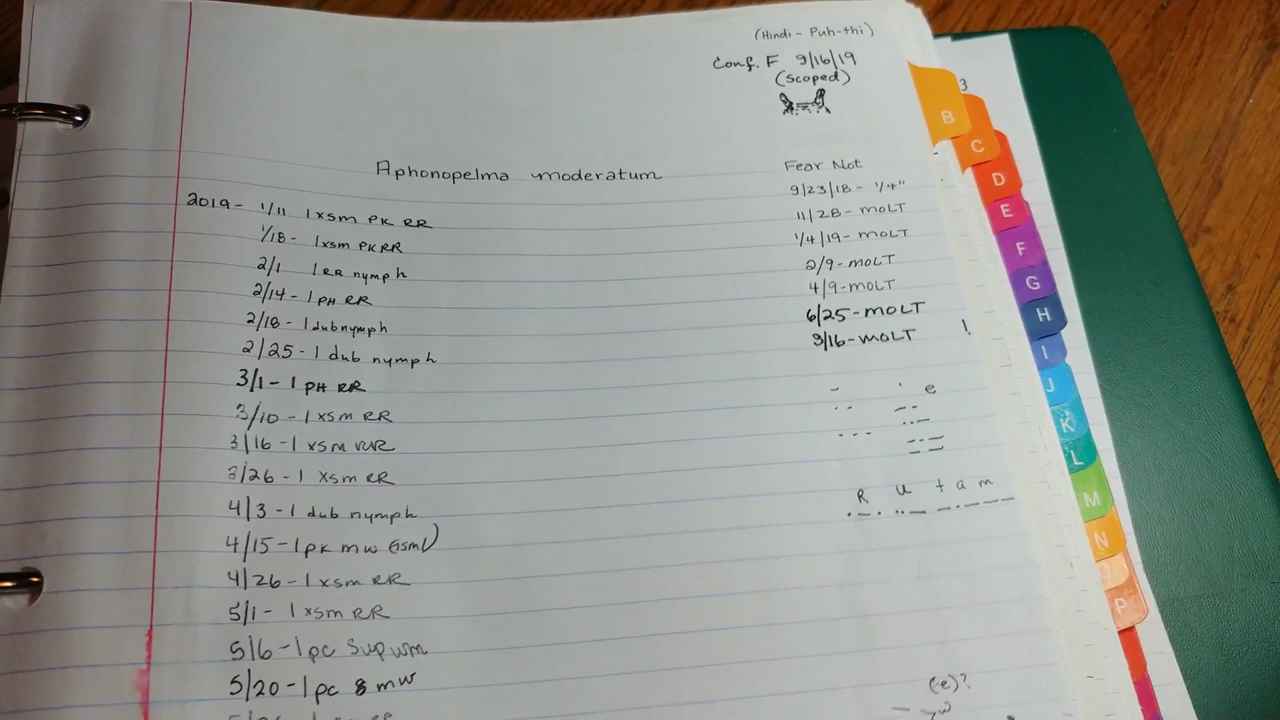 (Hindi - Puh-thi)
Conf. F 9/16/19
(Scoped)
Aphonopelma moderatum
2019 - 1/11 1 xsm PK RR
1/18 - 1xsm PK RR
2/1 1 RR nymph
2/14 - 1 PH RR
2/18 - 1 dub nymph
2/25 - 1 dub nymph
3/1 - 1 PH RR
3/10 - 1 xsm RR
3/16 - 1 xsm RR
3/26 - 1 xsm RR
4/3 - 1 dub nymph
4/15 - 1 pk mw (sml)
4/26 - 1 xsm RR
5/1 - 1 xsm RR
5/6 - 1 pc Sup wm
5/20 - 1 pc 8 mw
Fear Not
9/23/18 - 1/4"
11/28 - MOLT
1/4/19 - MOLT
2/9 - MOLT
4/9 - MOLT
6/25 - MOLT
9/16 - MOLT
!
e
R u t a m
.-. ..- - .- --
(e)?
3
B
C
D
E
F
G
H
I
J
K
L
M
N
O
P